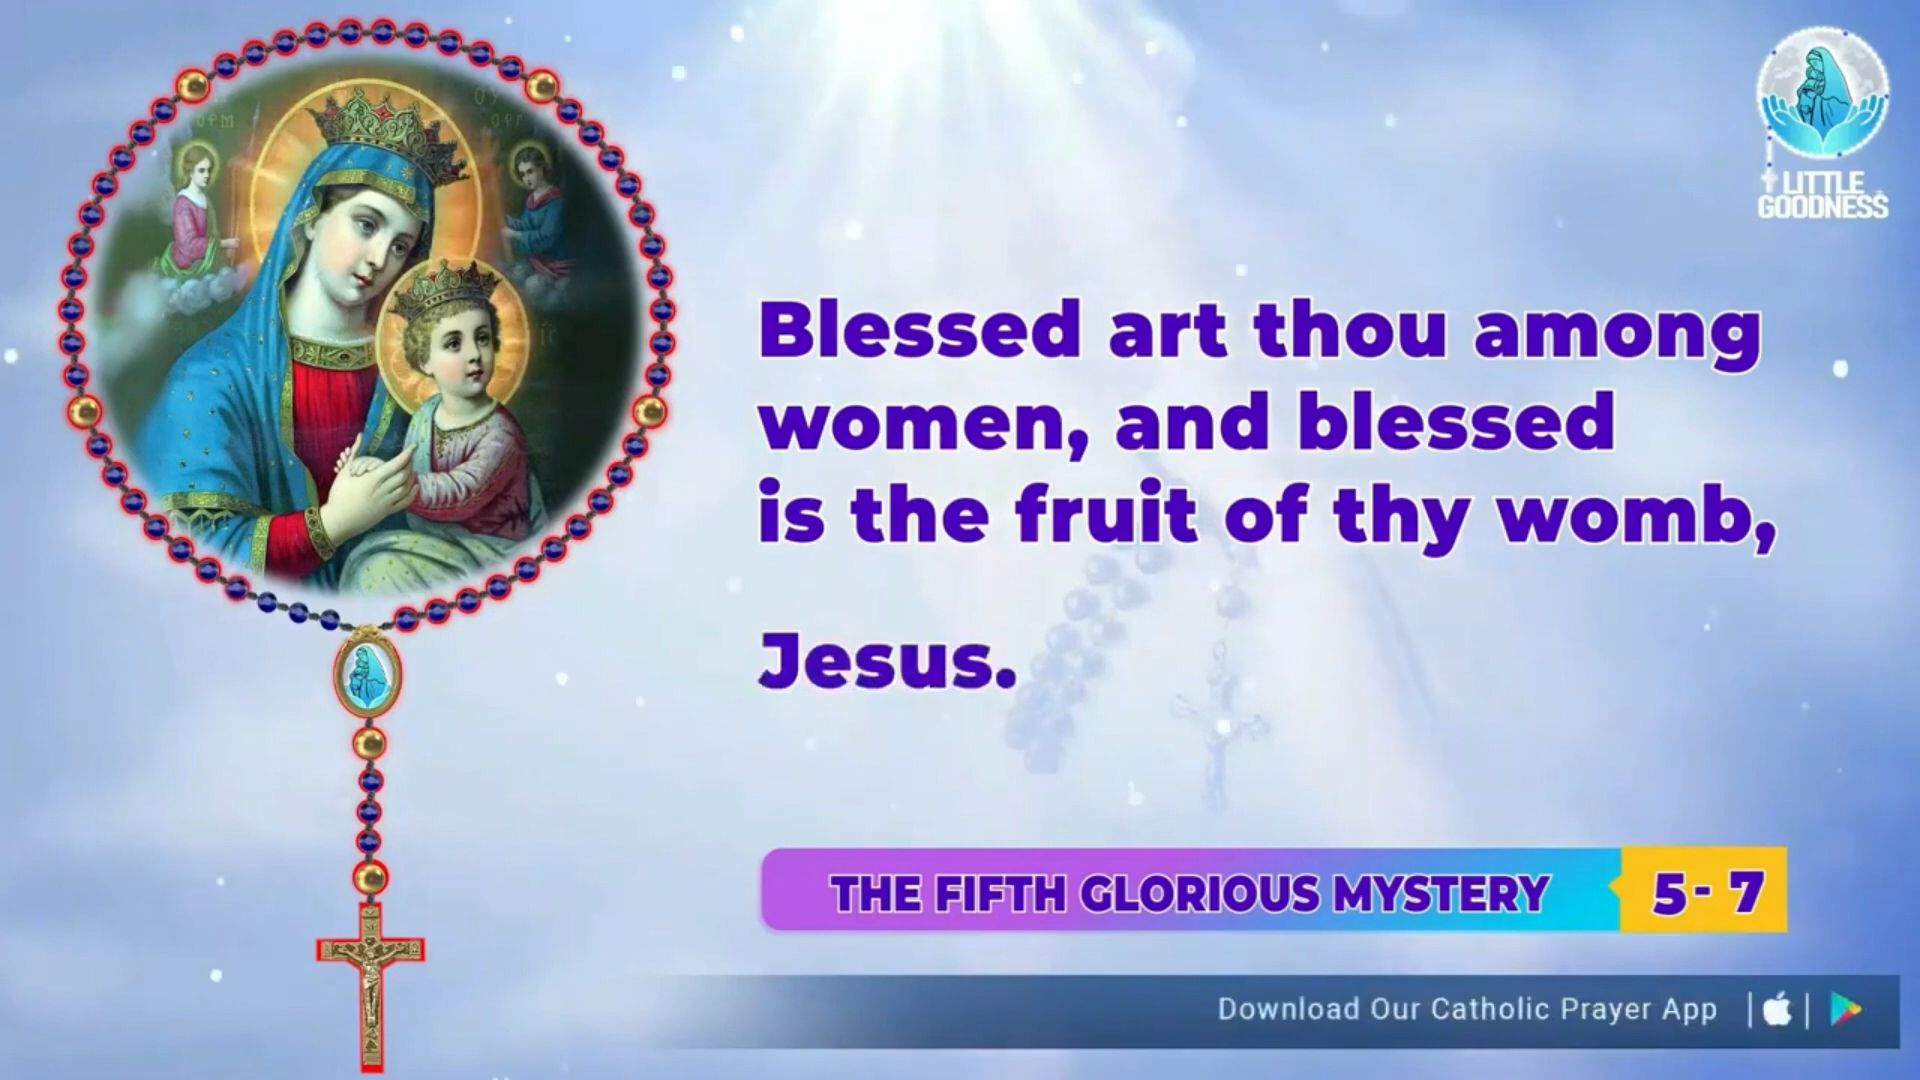 LITTLE
GOODNESS
Blessed art thou among
women, and blessed
is the fruit of thy womb,
Jesus.
THE FIFTH GLORIOUS MYSTERY 5- 7
Download Our Catholic Prayer App